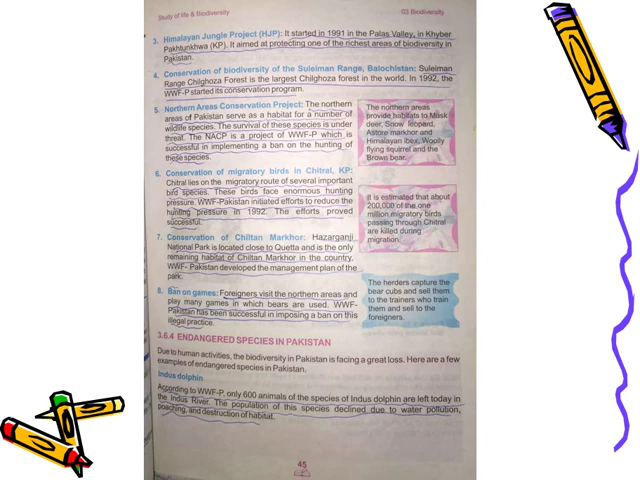 Study of life & Biodiversity
03 Biodiversity
3. Himalayan Jungle Project (HJP): It started in 1991 in the Palas Valley, in Khyber
Pakhtunkhwa (KP). It aimed at protecting one of the richest areas of biodiversity in
Pakistan.
4. Conservation of biodiversity of the Suleiman Range, Balochistan: Suleiman
Range Chilghoza Forest is the largest Chilghoza forest in the world. In 1992, the
WWF-P started its conservation program.
5. Northern Areas Conservation Project: The northern
areas of Pakistan serve as a habitat for a number of
wildlife species. The survival of these species is under
threat. The NACP is a project of WWF-P which is
successful in implementing a ban on the hunting of
these species.
The northern areas
provide habitats to Musk
deer, Snow leopard,
Astore markhor and
Himalayan ibex, Woolly
flying squirrel and the
Brown bear.
6. Conservation of migratory birds in Chitral, KP:
Chitral lies on the migratory route of several important
bird species. These birds face enormous hunting
pressure. WWF-Pakistan initiated efforts to reduce the
hunting pressure in 1992. The efforts proved
successful.
It is estimated that about
200,000 of the one
million migratory birds
passing through Chitral
are killed during
migration.
7. Conservation of Chiltan Markhor: Hazarganji
National Park is located close to Quetta and is the only
remaining habitat of Chiltan Markhor in the country.
WWF- Pakistan developed the management plan of the
park.
8. Ban on games: Foreigners visit the northern areas and
play many games in which bears are used. WWF-
Pakistan has been successful in imposing a ban on this
illegal practice.
The herders capture the
bear cubs and sell them
to the trainers who train
them and sell to the
foreigners.
3.6.4 ENDANGERED SPECIES IN PAKISTAN
Due to human activities, the biodiversity in Pakistan is facing a great loss. Here are a few
examples of endangered species in Pakistan.
Indus dolphin
According to WWF-P, only 600 animals of the species of Indus dolphin are left today in
the Indus River. The population of this species declined due to water pollution,
poaching, and destruction of habitat.
45